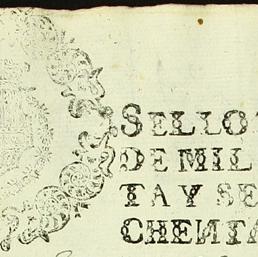 SELLO
DE MIL
TA Y SE
CHENTA